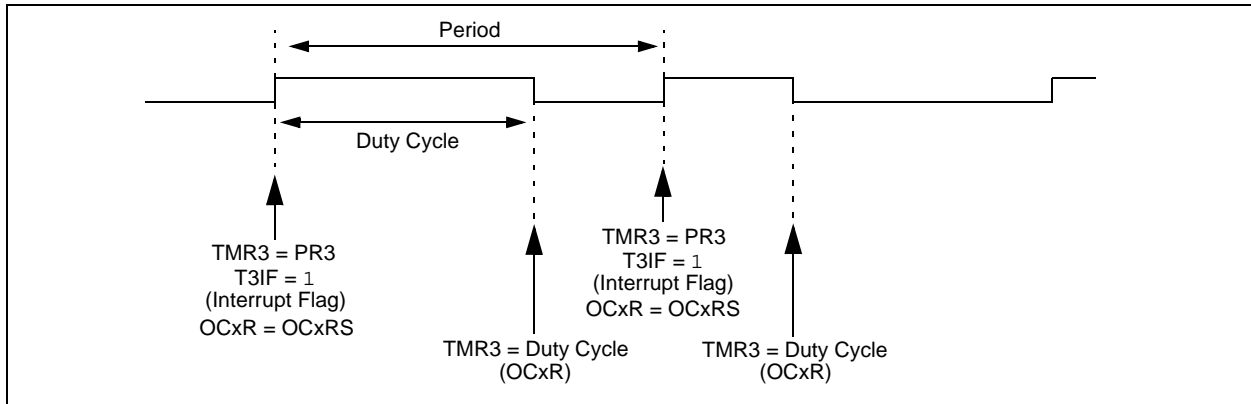 Period
Duty Cycle
TMR3 = PR3
T3IF = 1
(Interrupt Flag)
OCxR = OCxRS
TMR3 = Duty Cycle
(OCxR)
TMR3 = PR3
T3IF = 1
(Interrupt Flag)
OCxR = OCxRS
TMR3 = Duty Cycle
(OCxR)